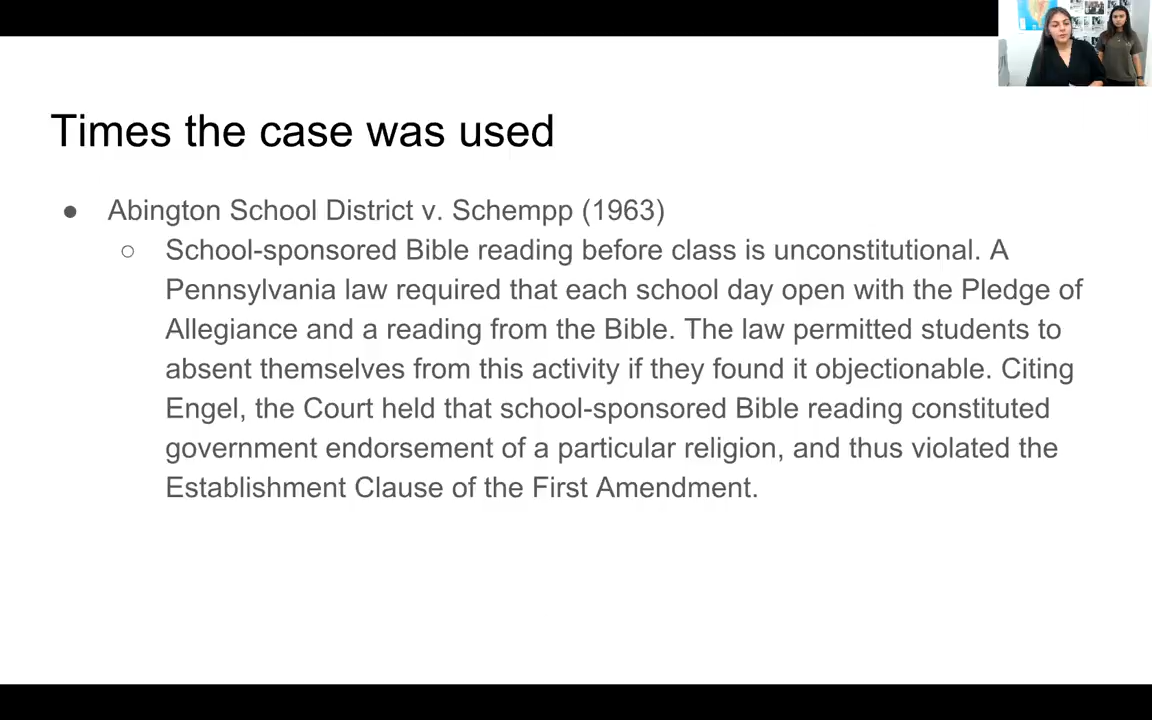 Times the case was used
● Abington School District v. Schempp (1963)
○ School-sponsored Bible reading before class is unconstitutional. A
Pennsylvania law required that each school day open with the Pledge of
Allegiance and a reading from the Bible. The law permitted students to
absent themselves from this activity if they found it objectionable. Citing
Engel, the Court held that school-sponsored Bible reading constituted
government endorsement of a particular religion, and thus violated the
Establishment Clause of the First Amendment.